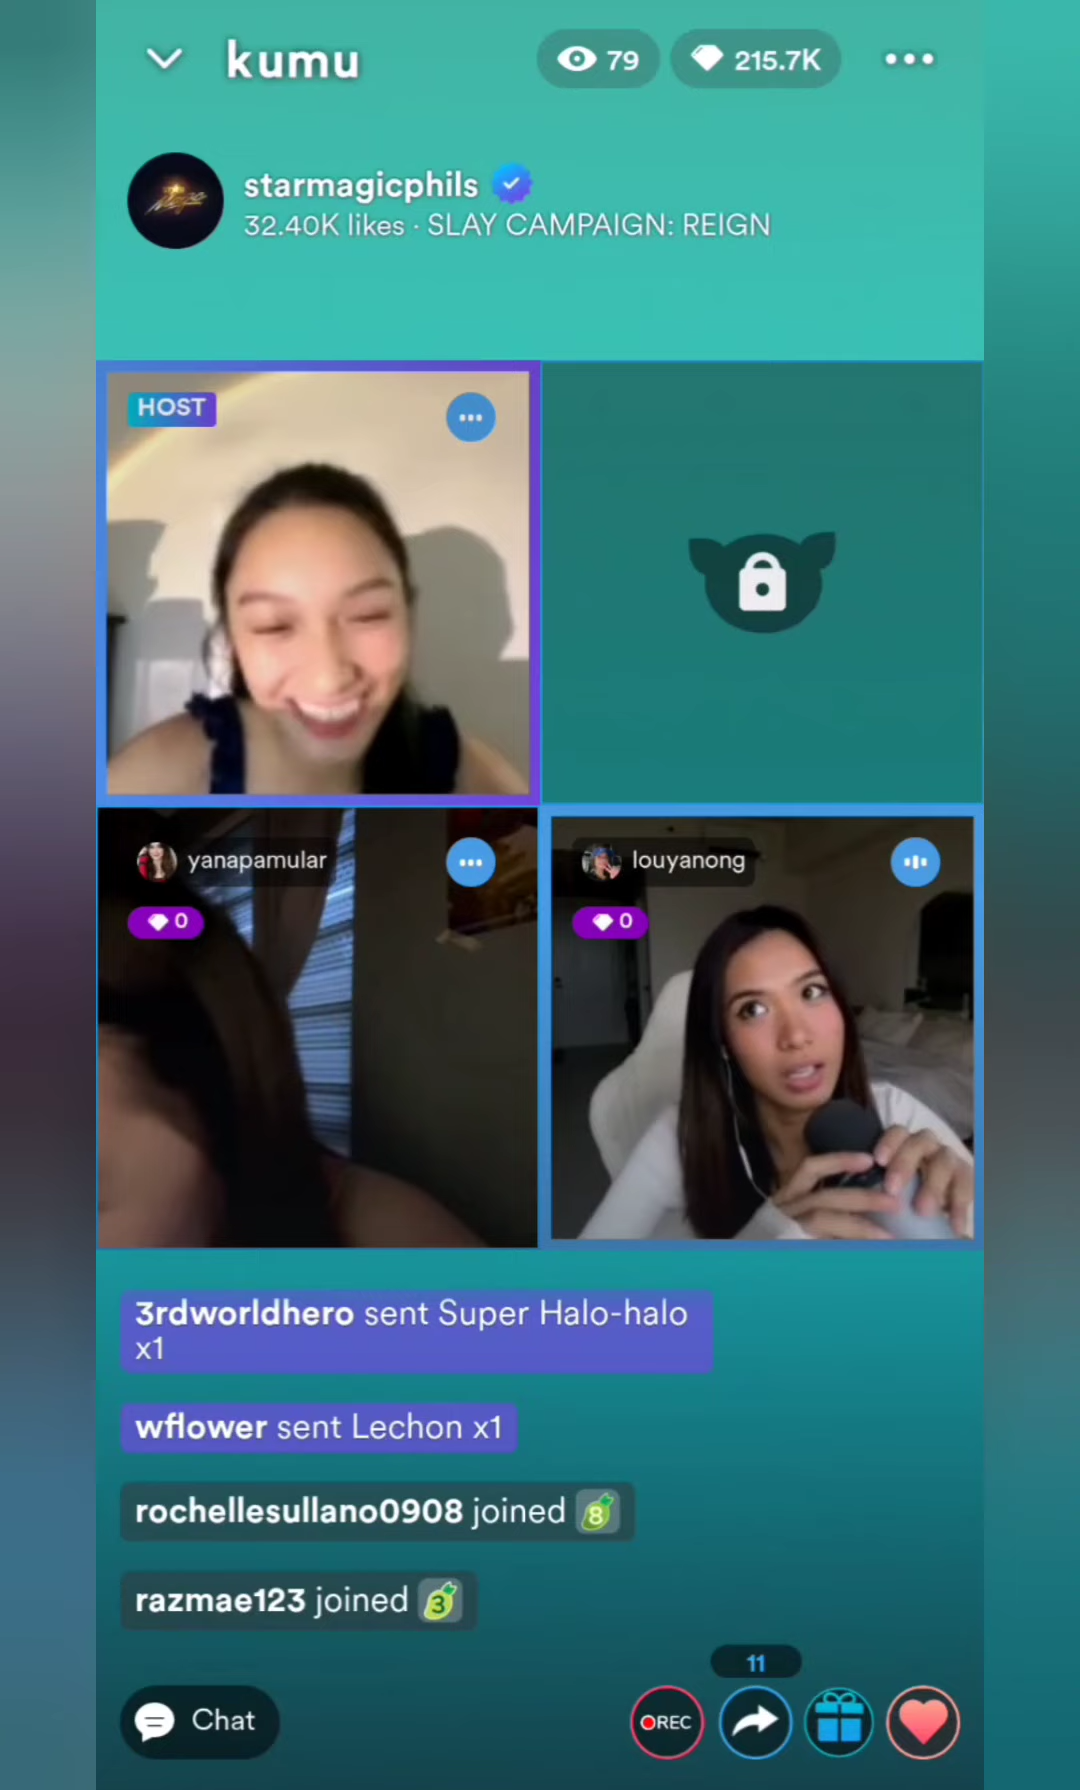 kumu
79
215.7K
starmagicphils
32.40K likes · SLAY CAMPAIGN: REIGN
HOST
yanapamular
0
louyanong
0
3rdworldhero sent Super Halo-halo
x1
wflower sent Lechon x1
rochellesullano0908 joined 8
razmae123 joined 3
11
Chat
REC